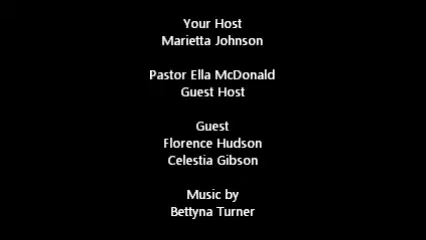 Your Host
Marietta Johnson
Pastor Ella McDonald
Guest Host
Guest
Florence Hudson
Celestia Gibson
Music by
Bettyna Turner